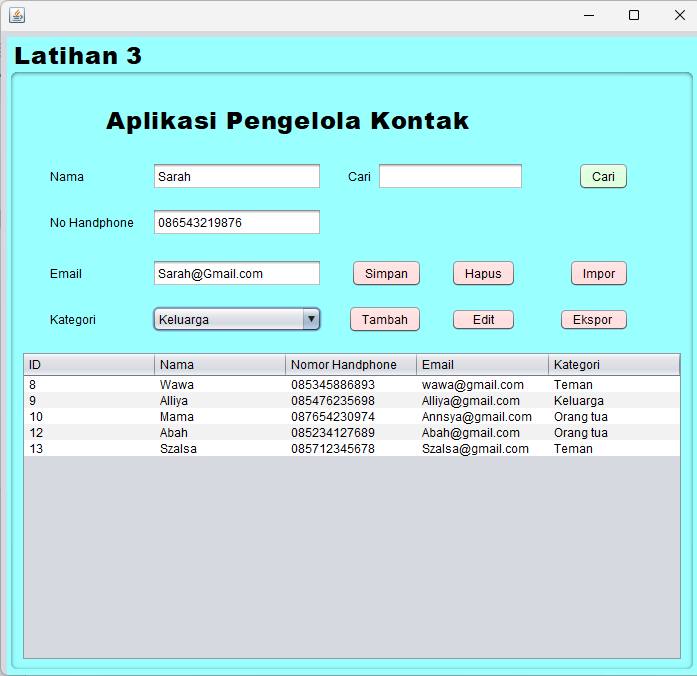 Latihan 3
Aplikasi Pengelola Kontak
Nama Sarah Cari Cari
No Handphone 086543219876
Email Sarah@Gmail.com Simpan Hapus Impor
Kategori Keluarga Tambah Edit Ekspor
ID Nama Nomor Handphone Email Kategori
8 Wawa 085345886893 wawa@gmail.com Teman
9 Alliya 085476235698 Alliya@gmail.com Keluarga
10 Mama 087654230974 Annsya@gmail.com Orang tua
12 Abah 085234127689 Abah@gmail.com Orang tua
13 Szalsa 085712345678 Szalsa@gmail.com Teman